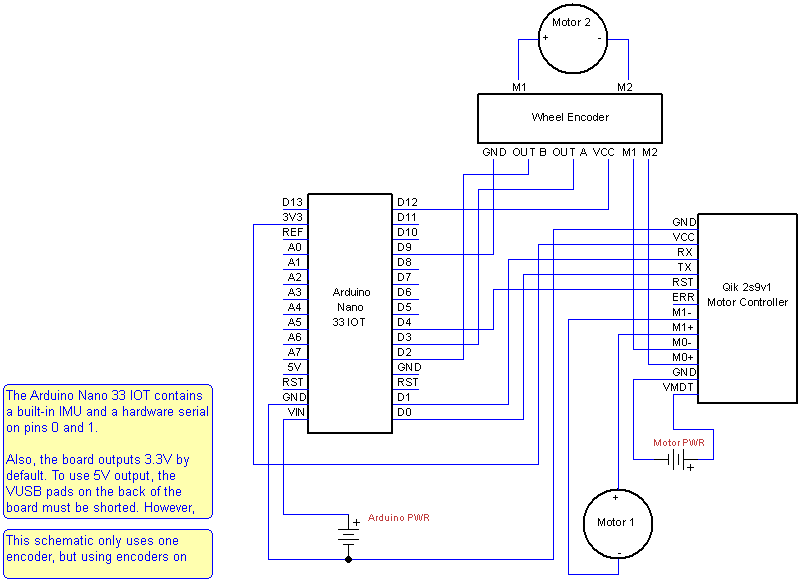 Motor 2
+ -
M1 M2
Wheel Encoder
GND OUT B OUT A VCC M1 M2
D13
3V3
REF
A0
A1
A2
A3
A4
A5
A6
A7
5V
RST
GND
VIN
Arduino
Nano
33 IOT
D12
D11
D10
D9
D8
D7
D6
D5
D4
D3
D2
GND
RST
D1
D0
GND
VCC
RX
TX
RST
ERR
M1-
M1+
M0-
M0+
GND
VMDT
Qik 2s9v1
Motor Controller
The Arduino Nano 33 IOT contains
a built-in IMU and a hardware serial
on pins 0 and 1.
Also, the board outputs 3.3V by
default. To use 5V output, the
VUSB pads on the back of the
board must be shorted. However,
This schematic only uses one
encoder, but using encoders on
Motor PWR
+
Arduino PWR
+
+
Motor 1
-